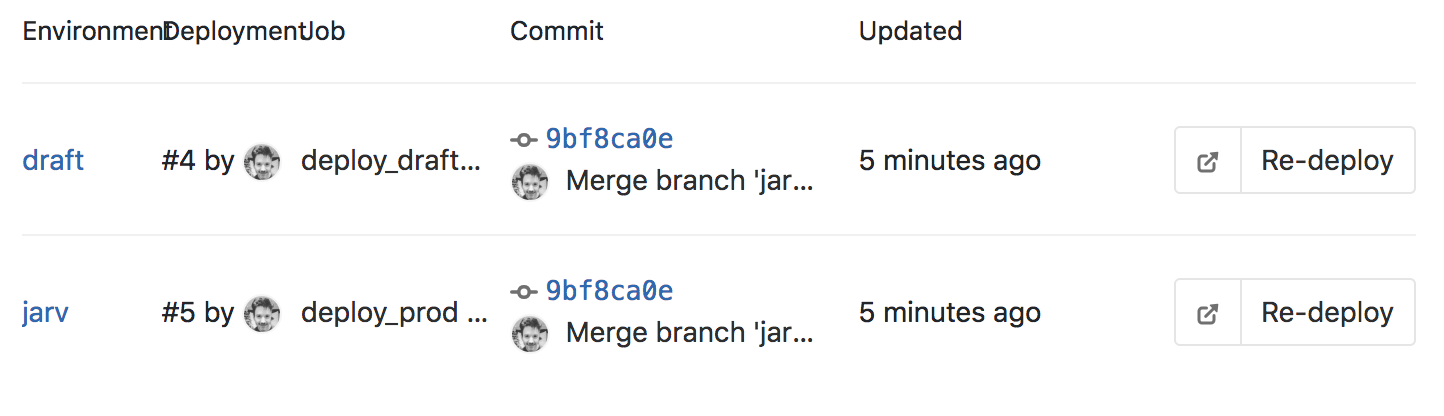 Environment Deployment Job Commit Updated
draft #4 by deploy_draft... 9bf8ca0e Merge branch 'jar... 5 minutes ago Re-deploy
jarv #5 by deploy_prod ... 9bf8ca0e Merge branch 'jar... 5 minutes ago Re-deploy